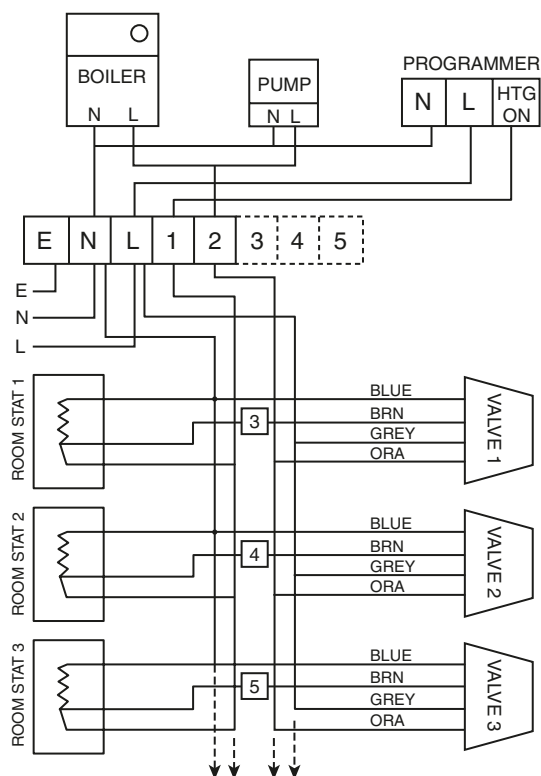 PROGRAMMER
BOILER
N L
PUMP
N L
N L HTG ON
E N L 1 2 3 4 5
E
N
L
ROOM STAT 1
3
BLUE
BRN
GREY
ORA
VALVE 1
ROOM STAT 2
4
BLUE
BRN
GREY
ORA
VALVE 2
ROOM STAT 3
5
BLUE
BRN
GREY
ORA
VALVE 3